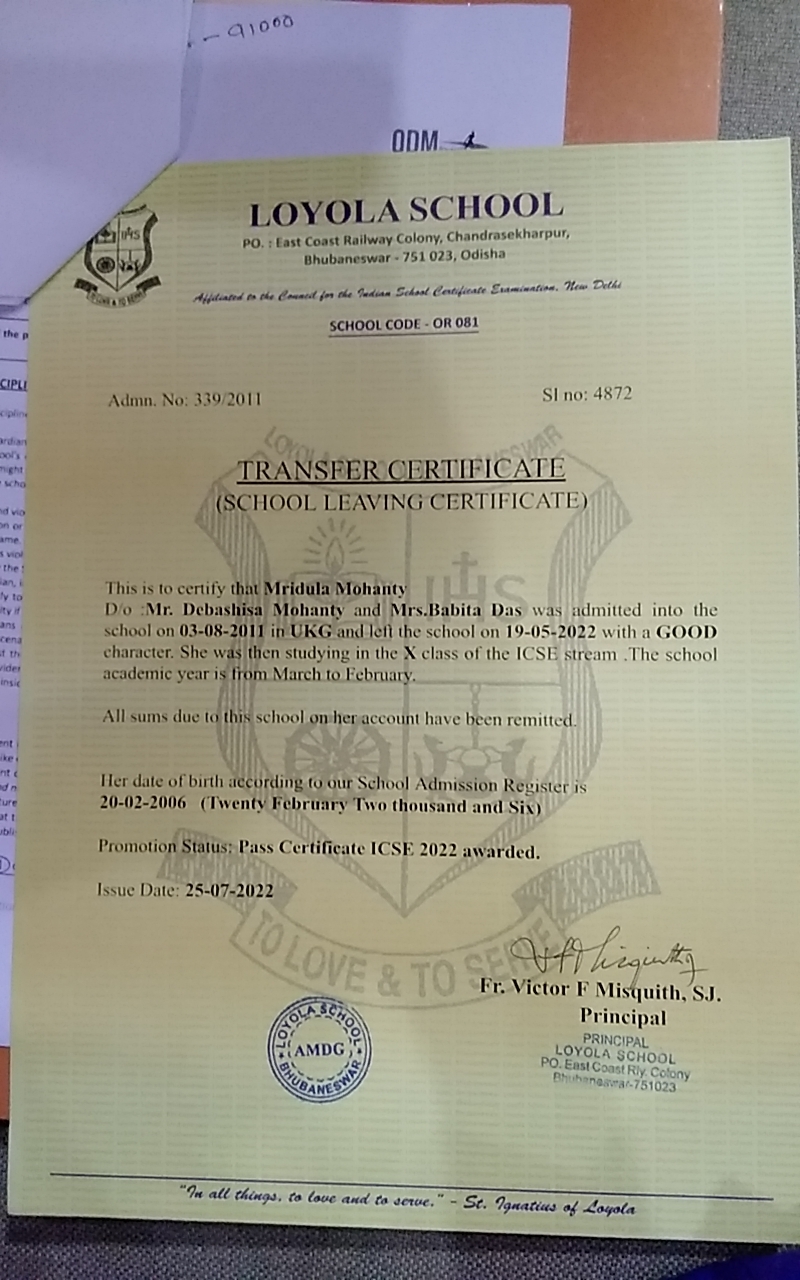 - 91000
ODM
LOYOLA SCHOOL
PO. : East Coast Railway Colony, Chandrasekharpur,
Bhubaneswar - 751 023, Odisha
Affiliated to the Council for the Indian School Certificate Examination, New Delhi
SCHOOL CODE - OR 081
Admn. No: 339/2011
Sl no: 4872
TRANSFER CERTIFICATE
(SCHOOL LEAVING CERTIFICATE)
This is to certify that Mridula Mohanty
D/o :Mr. Debashisa Mohanty and Mrs.Babita Das was admitted into the
school on 03-08-2011 in UKG and left the school on 19-05-2022 with a GOOD
character. She was then studying in the X class of the ICSE stream .The school
academic year is from March to February.
All sums due to this school on her account have been remitted.
Her date of birth according to our School Admission Register is
20-02-2006 (Twenty February Two thousand and Six)
Promotion Status: Pass Certificate ICSE 2022 awarded.
Issue Date: 25-07-2022
TO LOVE & TO SERVE
Fr. Victor F Misquith, SJ.
Principal
PRINCIPAL
LOYOLA SCHOOL
PO. East Coast Rly. Colony
Bhubaneswar-751023
LOYOLA SCHOOL
AMDG
BHUBANESWAR
"In all things, to love and to serve." - St. Ignatius of Loyola